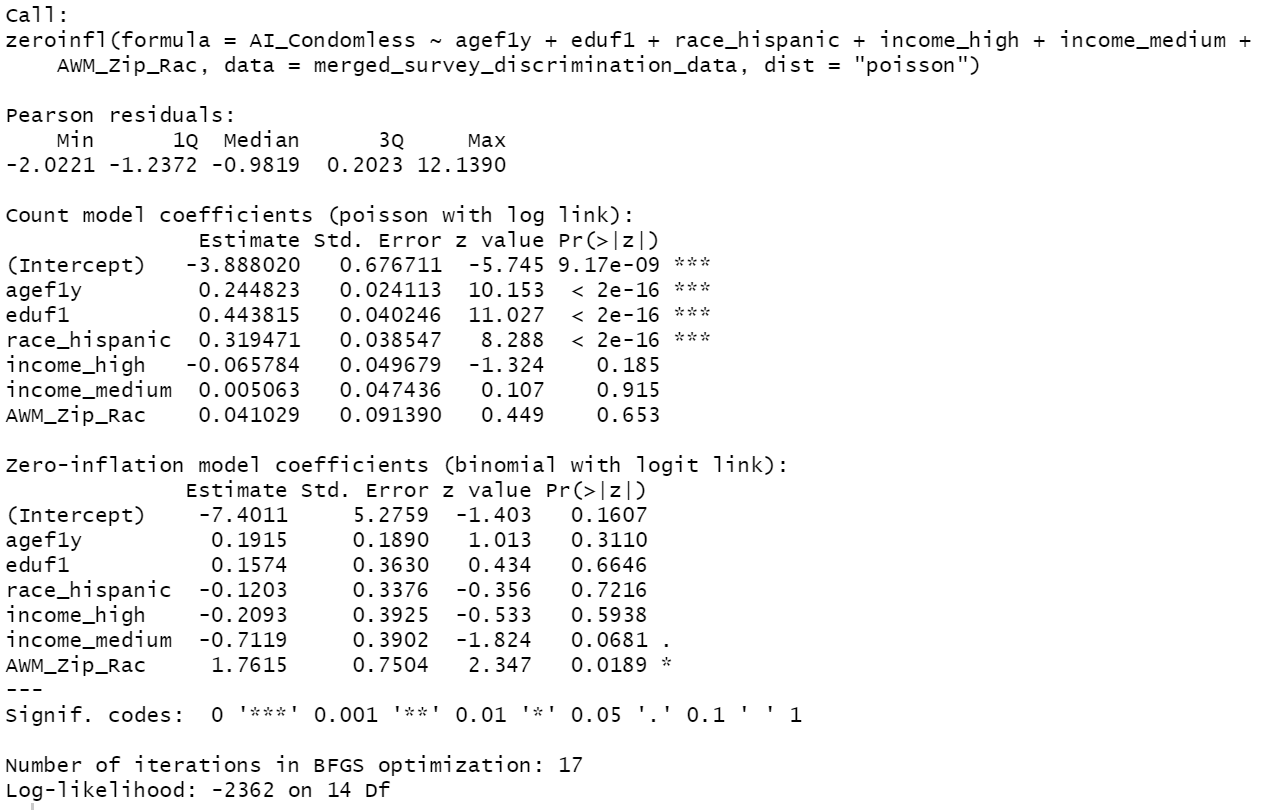 Call:
zeroinfl(formula = AI_Condomless ~ agef1y + eduf1 + race_hispanic + income_high + income_medium +
    AWM_Zip_Rac, data = merged_survey_discrimination_data, dist = "poisson")

Pearson residuals:
    Min      1Q  Median      3Q     Max
-2.0221 -1.2372 -0.9819  0.2023 12.1390

Count model coefficients (poisson with log link):
                Estimate Std. Error z value Pr(>|z|)
(Intercept)   -3.888020   0.676711  -5.745 9.17e-09 ***
agef1y         0.244823   0.024113  10.153  < 2e-16 ***
eduf1          0.443815   0.040246  11.027  < 2e-16 ***
race_hispanic  0.319471   0.038547   8.288  < 2e-16 ***
income_high   -0.065784   0.049679  -1.324    0.185
income_medium  0.005063   0.047436   0.107    0.915
AWM_Zip_Rac    0.041029   0.091390   0.449    0.653

Zero-inflation model coefficients (binomial with logit link):
               Estimate Std. Error z value Pr(>|z|)
(Intercept)    -7.4011     5.2759  -1.403   0.1607
agef1y          0.1915     0.1890   1.013   0.3110
eduf1           0.1574     0.3630   0.434   0.6646
race_hispanic  -0.1203     0.3376  -0.356   0.7216
income_high    -0.2093     0.3925  -0.533   0.5938
income_medium  -0.7119     0.3902  -1.824   0.0681 .
AWM_Zip_Rac     1.7615     0.7504   2.347   0.0189 *
---
Signif. codes:  0 '***' 0.001 '**' 0.01 '*' 0.05 '.' 0.1 ' ' 1

Number of iterations in BFGS optimization: 17
Log-likelihood: -2362 on 14 Df